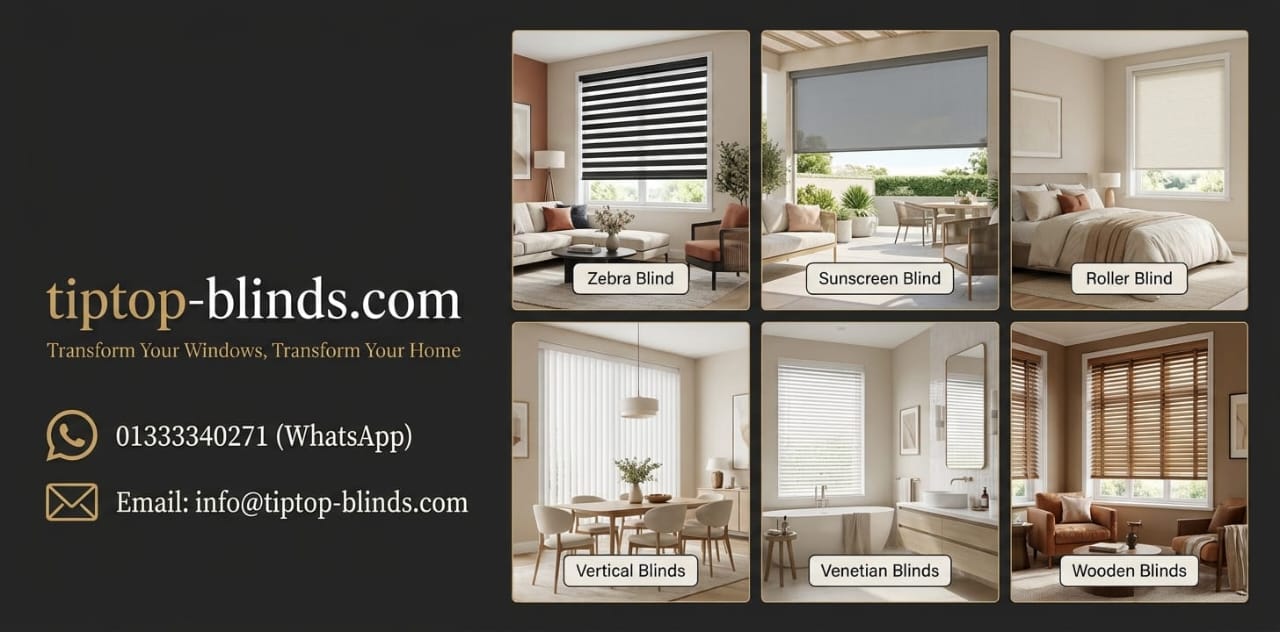 tiptop-blinds.com
Transform Your Windows, Transform Your Home
01333340271 (WhatsApp)
Email: info@tiptop-blinds.com
Zebra Blind
Sunscreen Blind
Roller Blind
Vertical Blinds
Venetian Blinds
Wooden Blinds